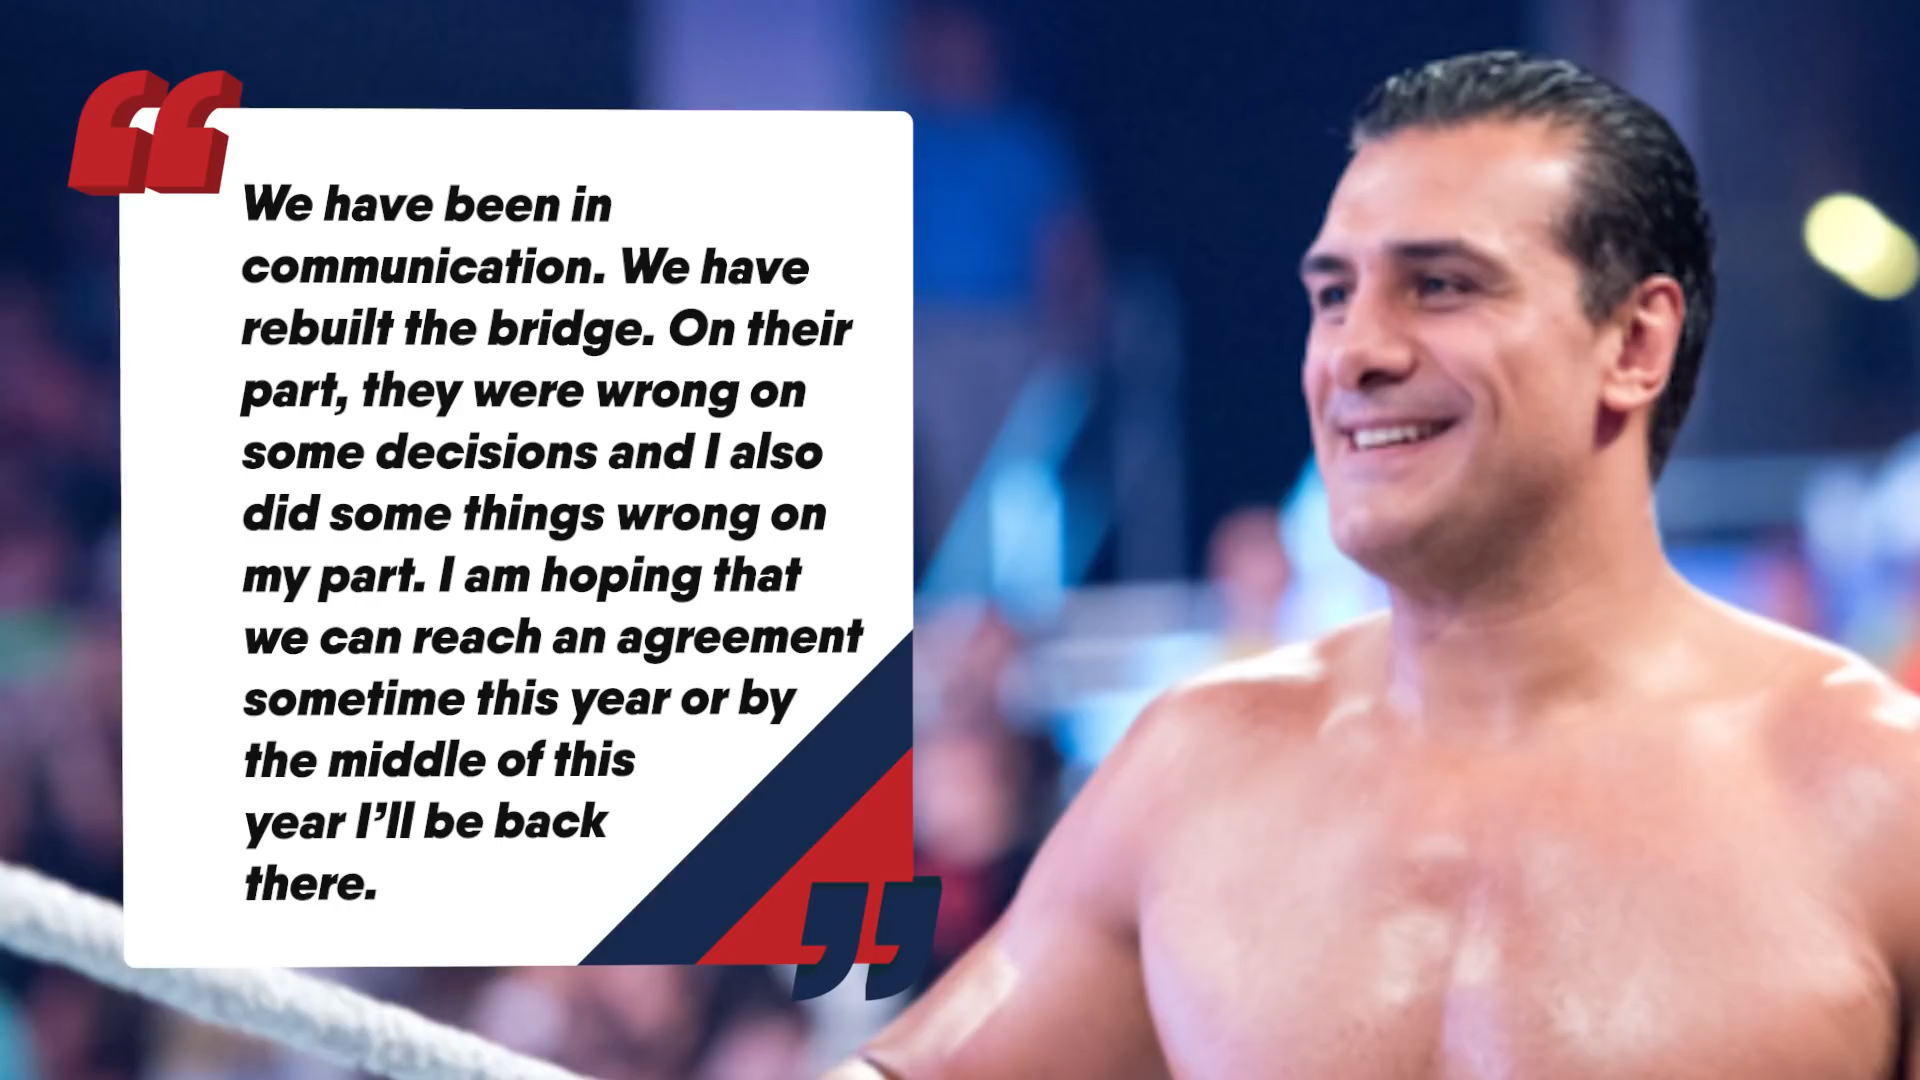 We have been in
communication. We have
rebuilt the bridge. On their
part, they were wrong on
some decisions and I also
did some things wrong on
my part. I am hoping that
we can reach an agreement
sometime this year or by
the middle of this
year I’ll be back
there.